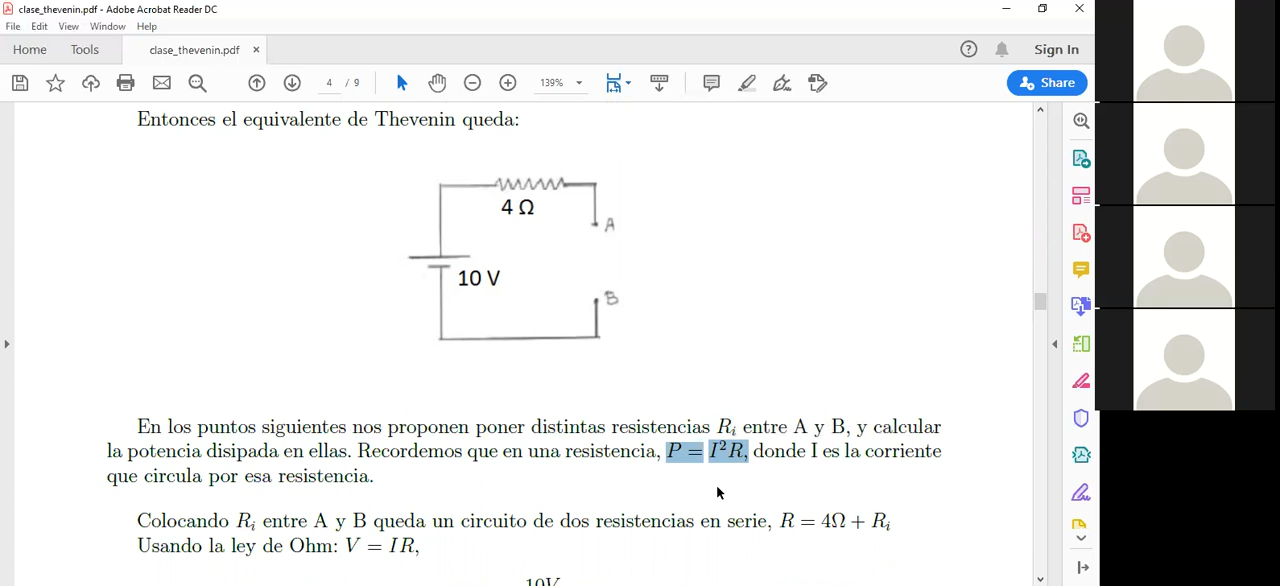 clase_thevenin.pdf - Adobe Acrobat Reader DC
File Edit View Window Help
Home Tools clase_thevenin.pdf × Sign In
4 / 9 139% Share
Entonces el equivalente de Thevenin queda:
4 Ω
A
10 V
B
En los puntos siguientes nos proponen poner distintas resistencias Rᵢ entre A y B, y calcular
la potencia disipada en ellas. Recordemos que en una resistencia, P = I²R, donde I es la corriente
que circula por esa resistencia.
Colocando Rᵢ entre A y B queda un circuito de dos resistencias en serie, R = 4Ω + Rᵢ
Usando la ley de Ohm: V = IR,
10V